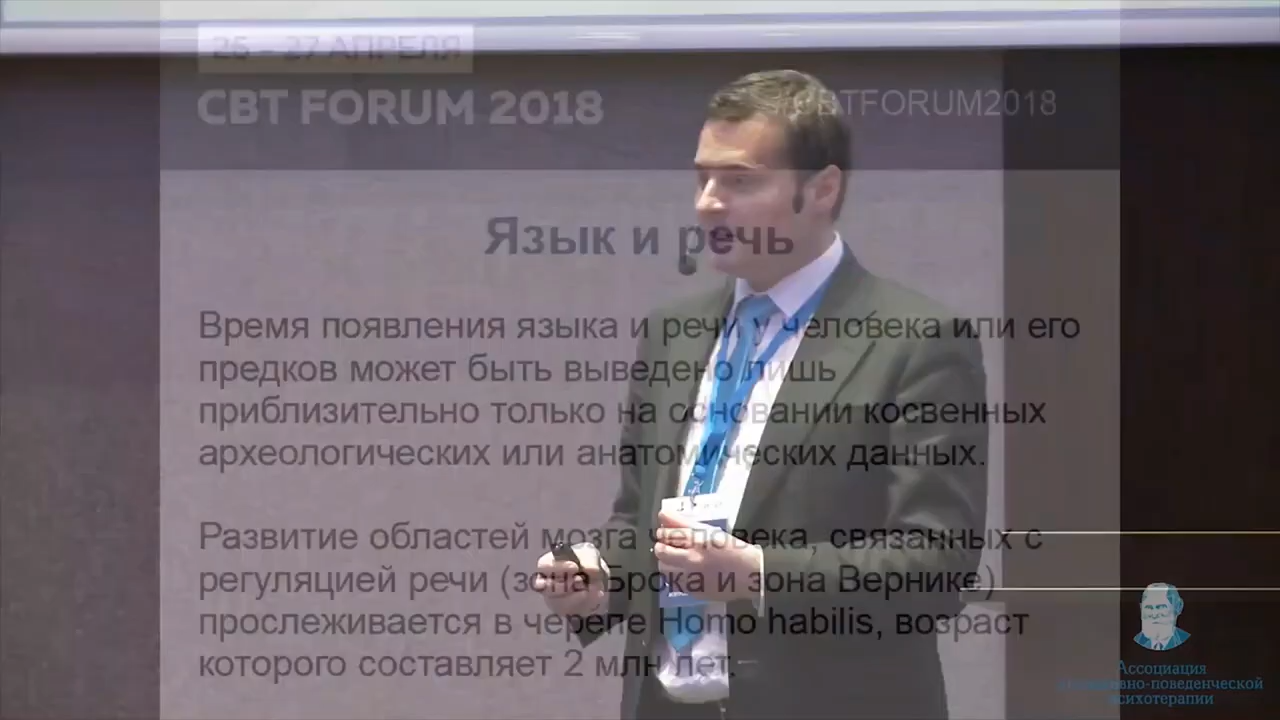 25 - 27 АПРЕЛЯ
CBT FORUM 2018
#CBTFORUM2018
Язык и речь
Время появления языка и речи у человека или его
предков может быть выведено лишь
приблизительно только на основании косвенных
археологических или анатомических данных.
Развитие областей мозга человека, связанных с
регуляцией речи (зона Брока и зона Вернике)
прослеживается в черепе Homo habilis, возраст
которого составляет 2 млн лет.
Ассоциация
когнитивно-поведенческой
психотерапии